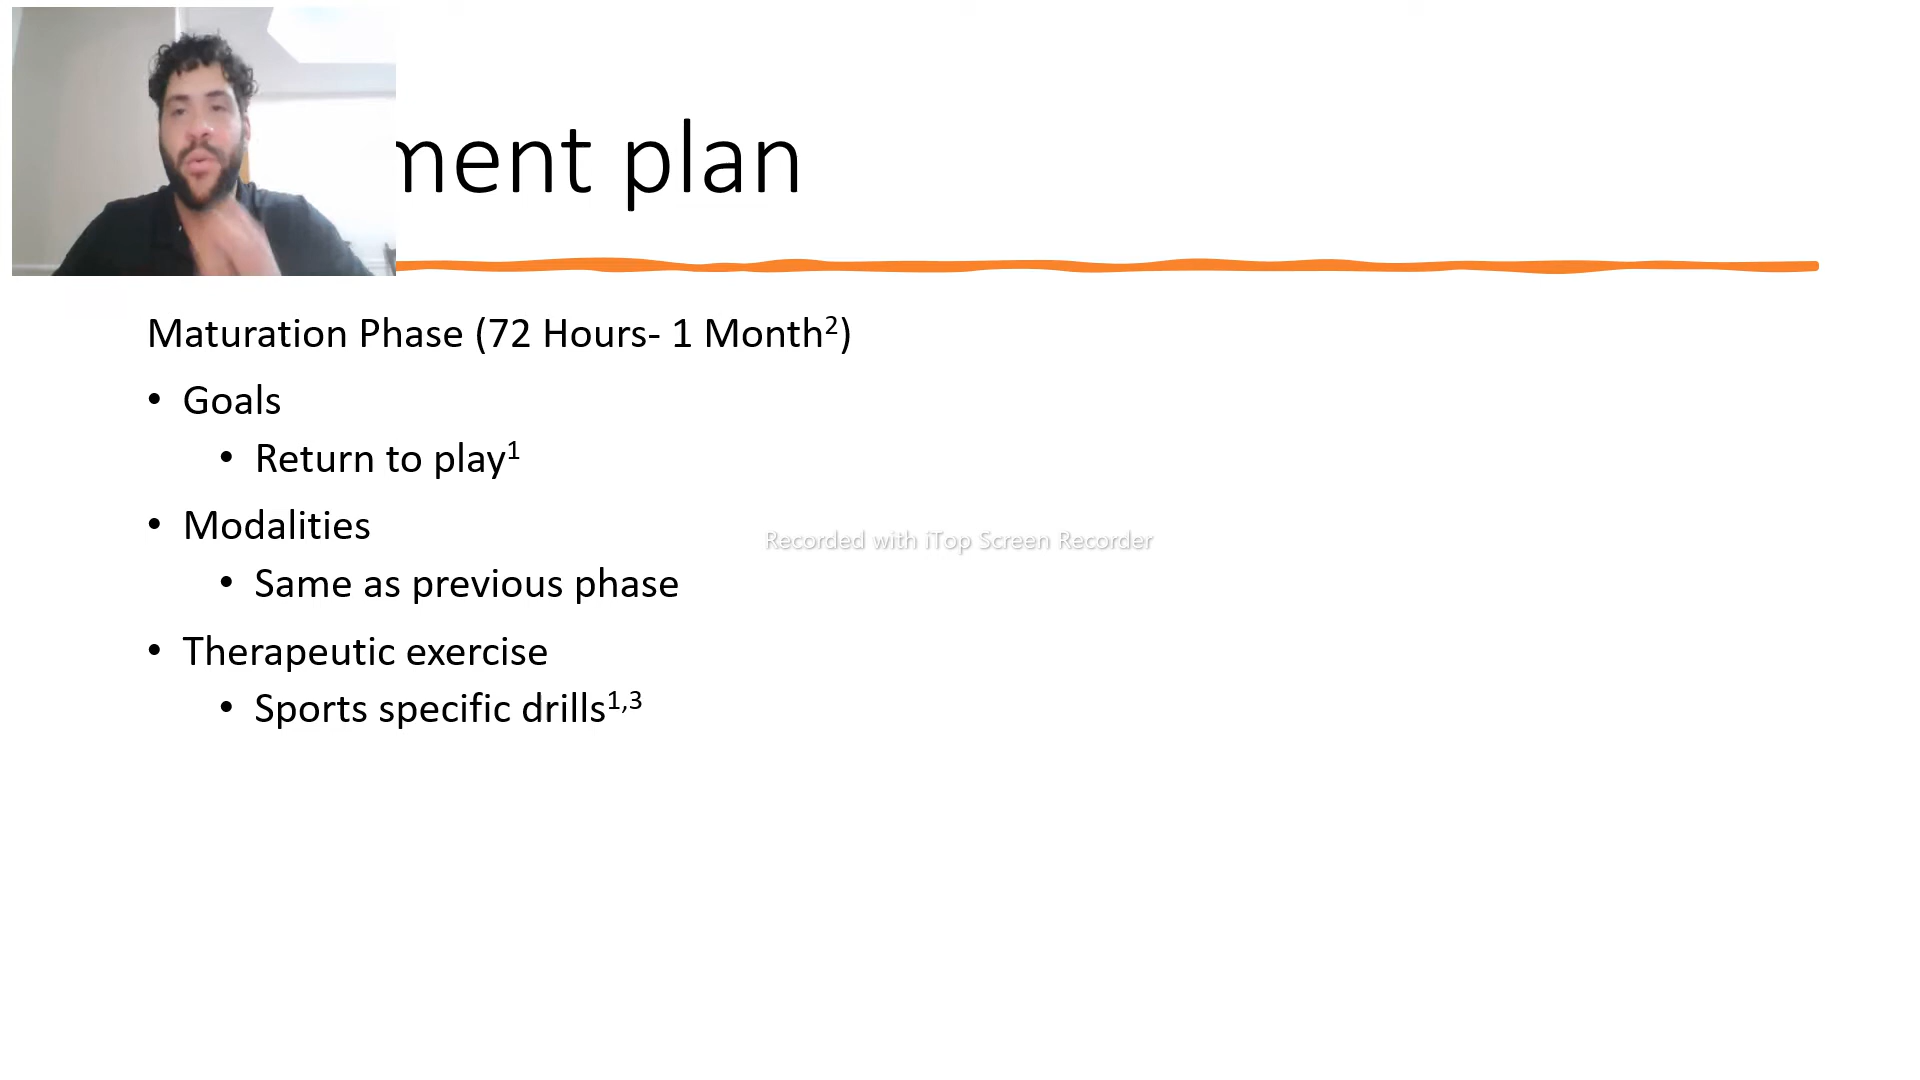 ment plan
Maturation Phase (72 Hours- 1 Month²)
• Goals
• Return to play¹
• Modalities
• Same as previous phase
• Therapeutic exercise
• Sports specific drills¹,³
Recorded with iTop Screen Recorder